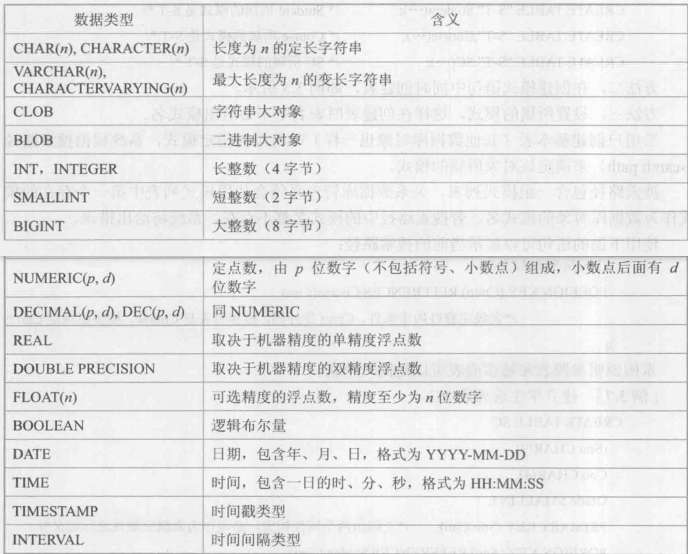 数据类型 含义
CHAR(n), CHARACTER(n) 长度为 n 的定长字符串
VARCHAR(n),
CHARACTERVARYING(n) 最大长度为 n 的变长字符串
CLOB 字符串大对象
BLOB 二进制大对象
INT，INTEGER 长整数（4 字节）
SMALLINT 短整数（2 字节）
BIGINT 大整数（8 字节）
NUMERIC(p, d) 定点数，由 p 位数字（不包括符号、小数点）组成，小数点后面有 d
位数字
DECIMAL(p, d), DEC(p, d) 同 NUMERIC
REAL 取决于机器精度的单精度浮点数
DOUBLE PRECISION 取决于机器精度的双精度浮点数
FLOAT(n) 可选精度的浮点数，精度至少为 n 位数字
BOOLEAN 逻辑布尔量
DATE 日期，包含年、月、日，格式为 YYYY-MM-DD
TIME 时间，包含一日的时、分、秒，格式为 HH:MM:SS
TIMESTAMP 时间戳类型
INTERVAL 时间间隔类型